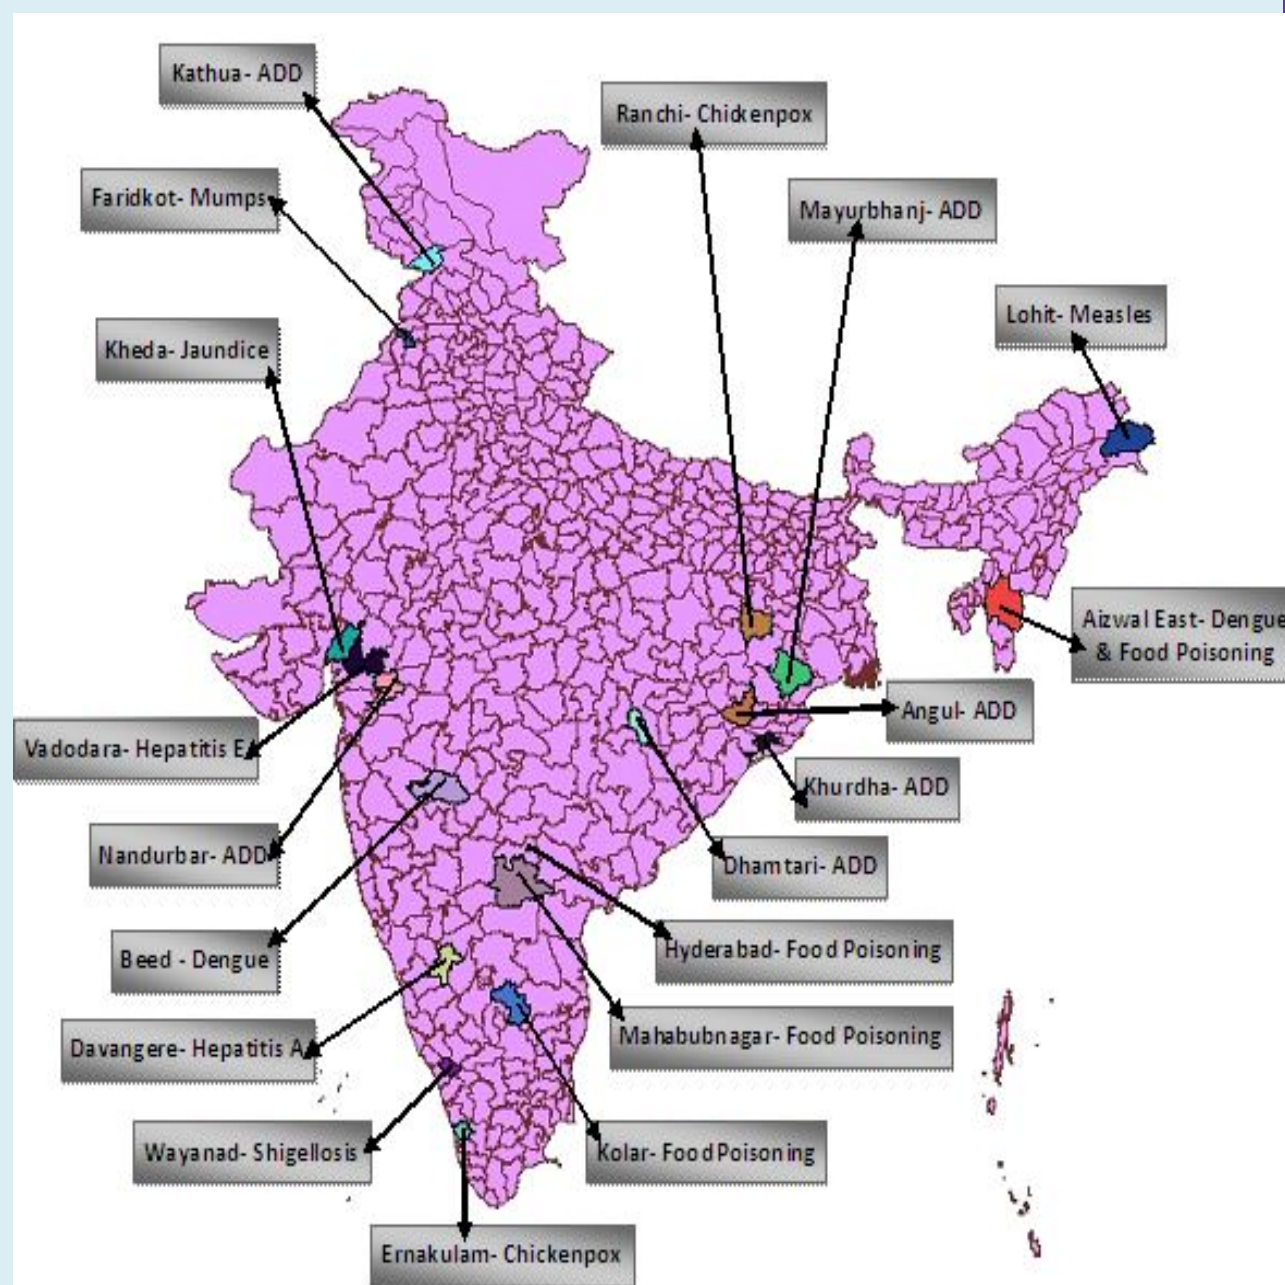 Kathua- ADD
Ranchi- Chickenpox
Faridkot- Mumps
Mayurbhanj- ADD
Lohit- Measles
Kheda- Jaundice
Aizwal East- Dengue
& Food Poisoning
Angul- ADD
Vadodara- Hepatitis E
Khurdha- ADD
Nandurbar- ADD
Dhamtari- ADD
Beed - Dengue
Hyderabad- Food Poisoning
Mahabubnagar- Food Poisoning
Davangere- Hepatitis A
Wayanad- Shigellosis
Kolar- Food Poisoning
Ernakulam- Chickenpox